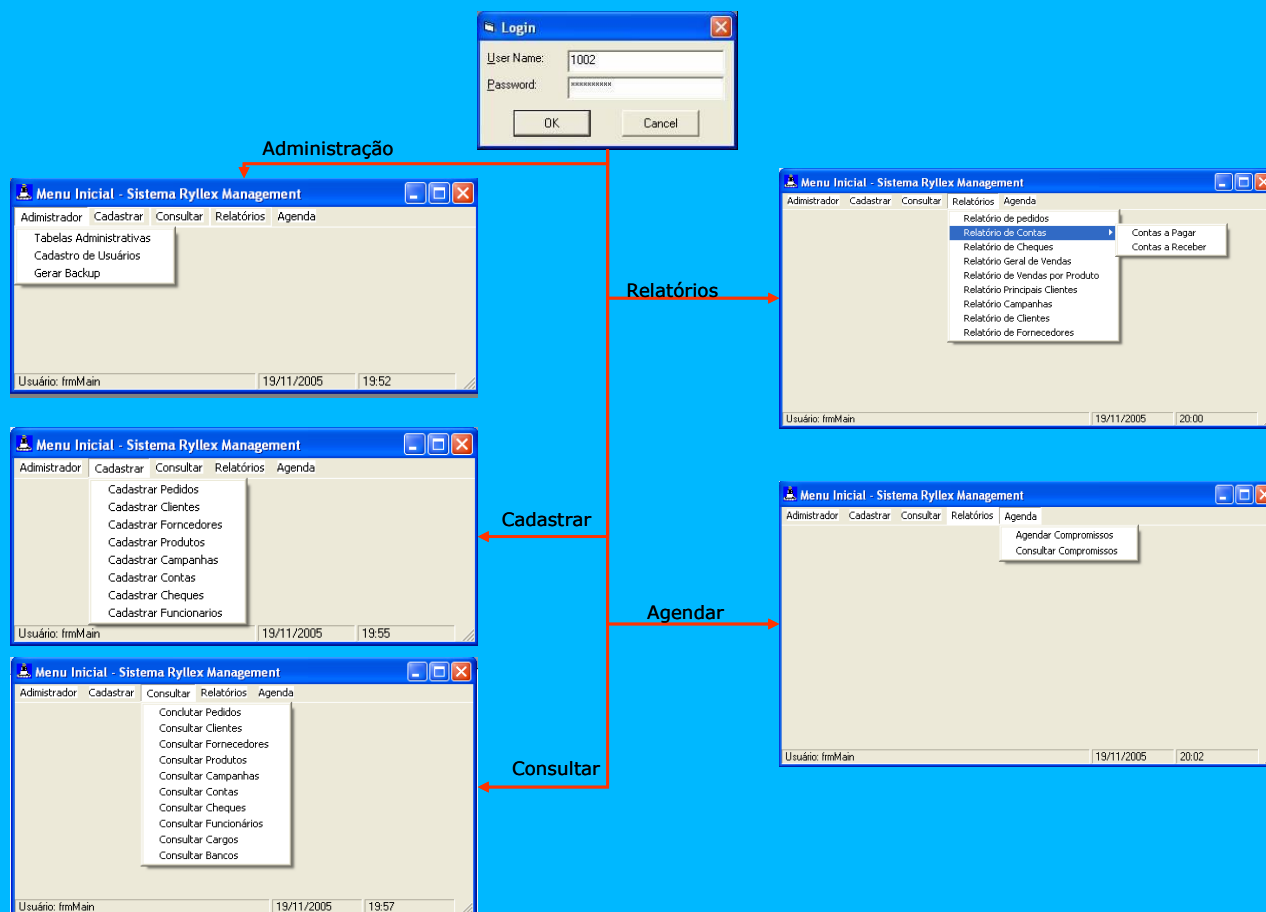 Login
User Name: 1002
Password: **********
OK Cancel
Administração
Menu Inicial - Sistema Ryllex Management
Adimistrador Cadastrar Consultar Relatórios Agenda
Tabelas Administrativas
Cadastro de Usuários
Gerar Backup
Usuário: frmMain 19/11/2005 19:52
Relatórios
Menu Inicial - Sistema Ryllex Management
Adimistrador Cadastrar Consultar Relatórios Agenda
Relatório de pedidos
Relatório de Contas Contas a Pagar
Relatório de Cheques Contas a Receber
Relatório Geral de Vendas
Relatório de Vendas por Produto
Relatório Principais Clientes
Relatório Campanhas
Relatório de Clientes
Relatório de Fornecedores
Usuário: frmMain 19/11/2005 20:00
Cadastrar
Menu Inicial - Sistema Ryllex Management
Adimistrador Cadastrar Consultar Relatórios Agenda
Cadastrar Pedidos
Cadastrar Clientes
Cadastrar Forncedores
Cadastrar Produtos
Cadastrar Campanhas
Cadastrar Contas
Cadastrar Cheques
Cadastrar Funcionarios
Usuário: frmMain 19/11/2005 19:55
Agendar
Menu Inicial - Sistema Ryllex Management
Adimistrador Cadastrar Consultar Relatórios Agenda
Agendar Compromissos
Consultar Compromissos
Usuário: frmMain 19/11/2005 20:02
Consultar
Menu Inicial - Sistema Ryllex Management
Adimistrador Cadastrar Consultar Relatórios Agenda
Conclutar Pedidos
Consultar Clientes
Consultar Fornecedores
Consultar Produtos
Consultar Campanhas
Consultar Contas
Consultar Cheques
Consultar Funcionários
Consultar Cargos
Consultar Bancos
Usuário: frmMain 19/11/2005 19:57